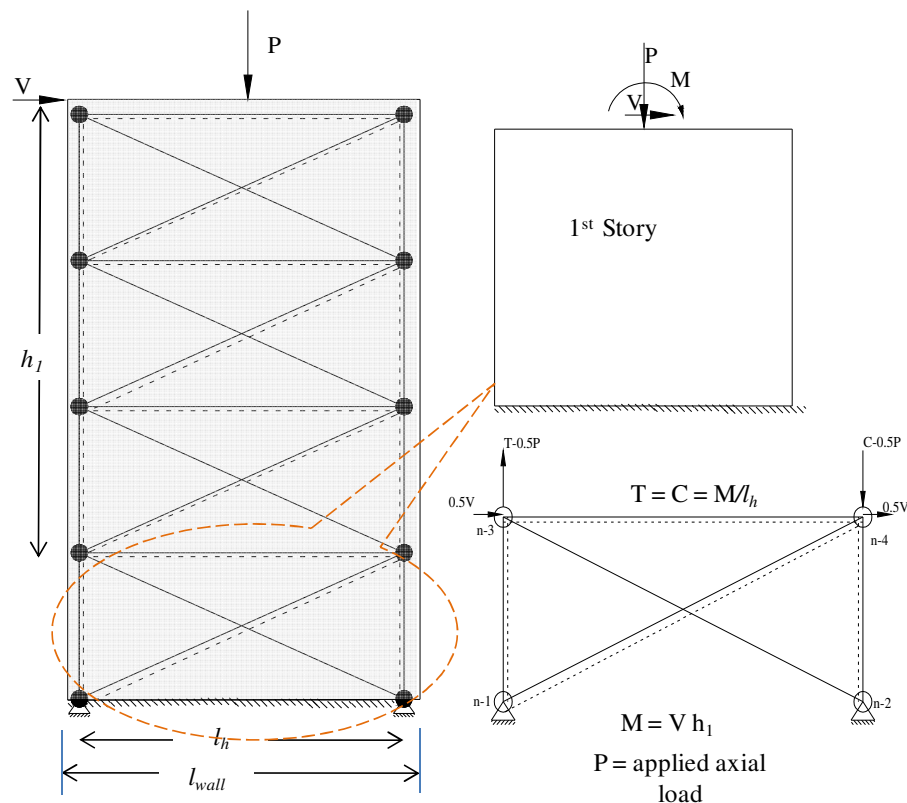 P
V
h1
lh
lwall
P
M
V
1st Story
T-0.5P
C-0.5P
T = C = M/lh
0.5V
0.5V
n-3
n-4
n-1
n-2
M = V h1
P = applied axial
load